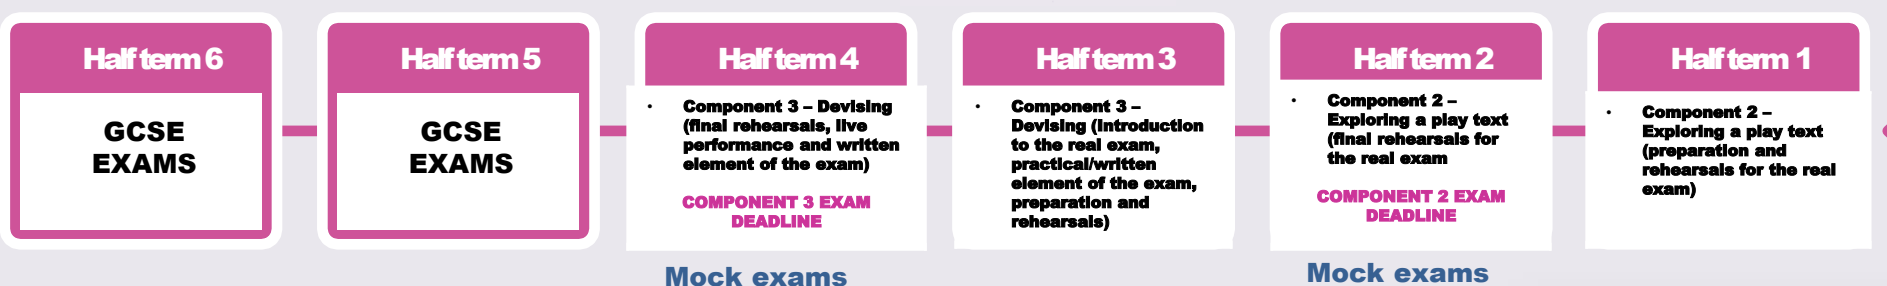 Half term 6
GCSE
EXAMS
Half term 5
GCSE
EXAMS
Half term 4
• Component 3 – Devising
(final rehearsals, live
performance and written
element of the exam)
COMPONENT 3 EXAM
DEADLINE
Mock exams
Half term 3
• Component 3 –
Devising (introduction
to the real exam,
practical/written
element of the exam,
preparation and
rehearsals)
Half term 2
• Component 2 –
Exploring a play text
(final rehearsals for
the real exam
COMPONENT 2 EXAM
DEADLINE
Mock exams
Half term 1
• Component 2 –
Exploring a play text
(preparation and
rehearsals for the real
exam)